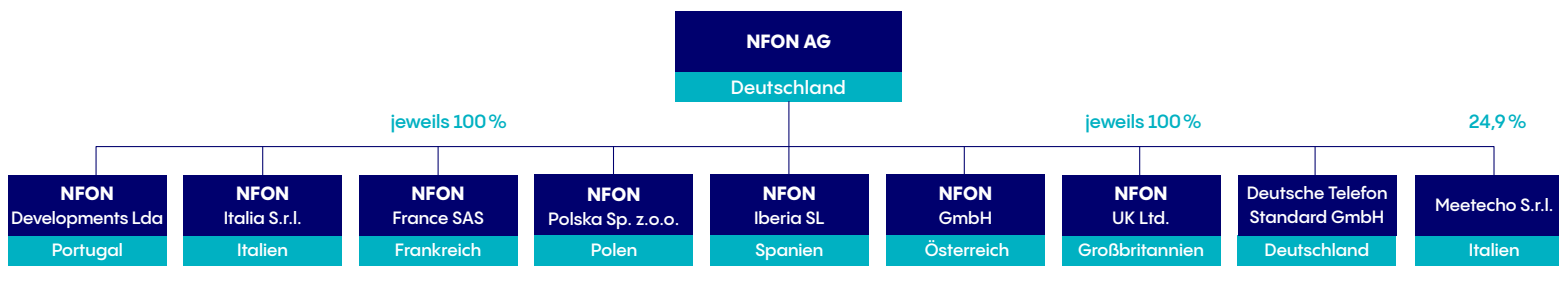 NFON AG
Deutschland
jeweils 100 %
jeweils 100 %
24,9 %
NFON
Developments Lda
Portugal
NFON
Italia S.r.l.
Italien
NFON
France SAS
Frankreich
NFON
Polska Sp. z.o.o.
Polen
NFON
Iberia SL
Spanien
NFON
GmbH
Österreich
NFON
UK Ltd.
Großbritannien
Deutsche Telefon
Standard GmbH
Deutschland
Meetecho S.r.l.
Italien